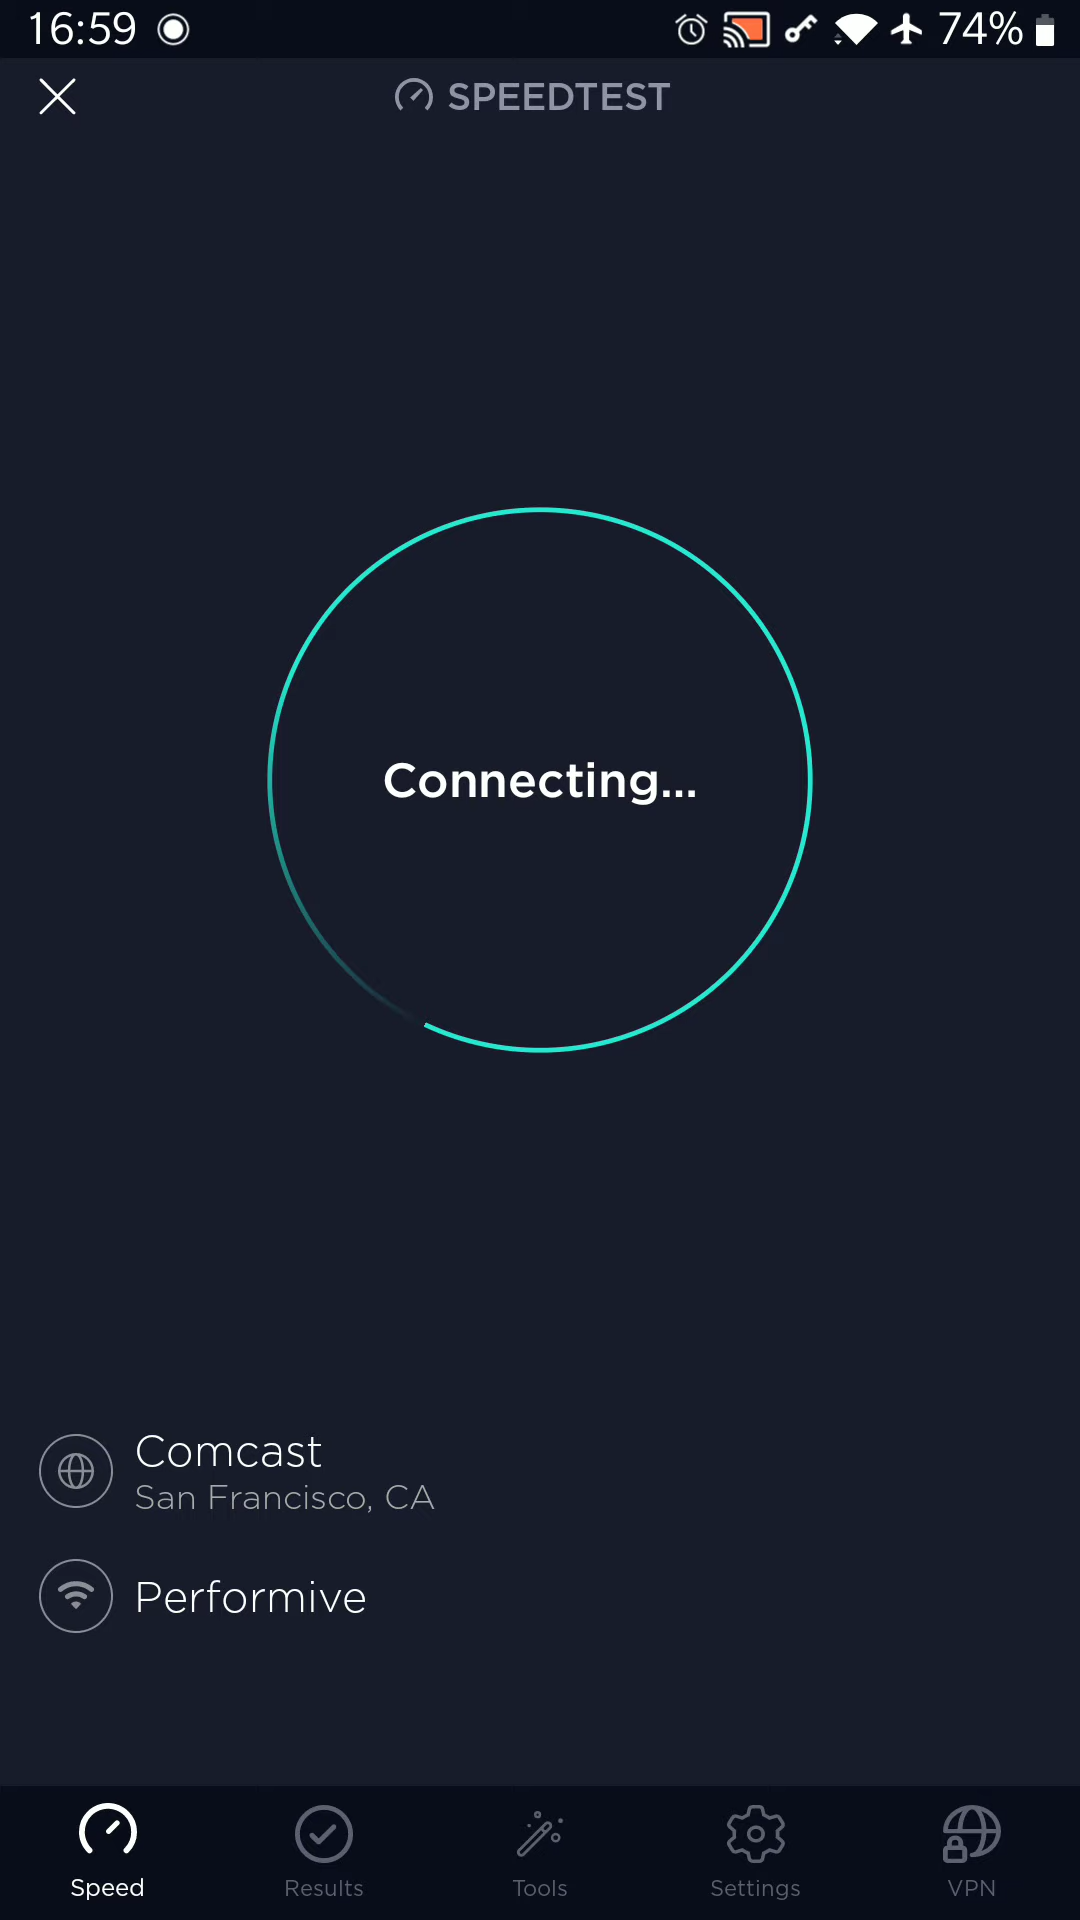 16:59 74%
SPEEDTEST
Connecting...
Comcast
San Francisco, CA
Performive
Speed Results Tools Settings VPN